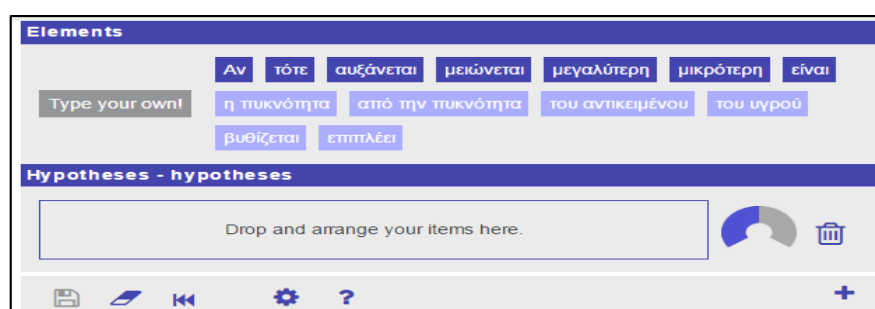 Elements
Αν τότε αυξάνεται μειώνεται μεγαλύτερη μικρότερη είναι
Type your own! η πυκνότητα από την πυκνότητα του αντικειμένου του υγρού
βυθίζεται επιπλέει
Hypotheses - hypotheses
Drop and arrange your items here.
?